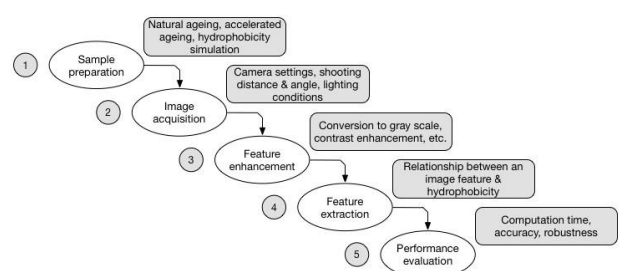 Natural ageing, accelerated
ageing, hydrophobicity
simulation
1
Sample
preparation
Camera settings, shooting
distance & angle, lighting
conditions
2
Image
acquisition
Conversion to gray scale,
contrast enhancement, etc.
3
Feature
enhancement
Relationship between an
image feature &
hydrophobicity
4
Feature
extraction
Computation time,
accuracy, robustness
5
Performance
evaluation